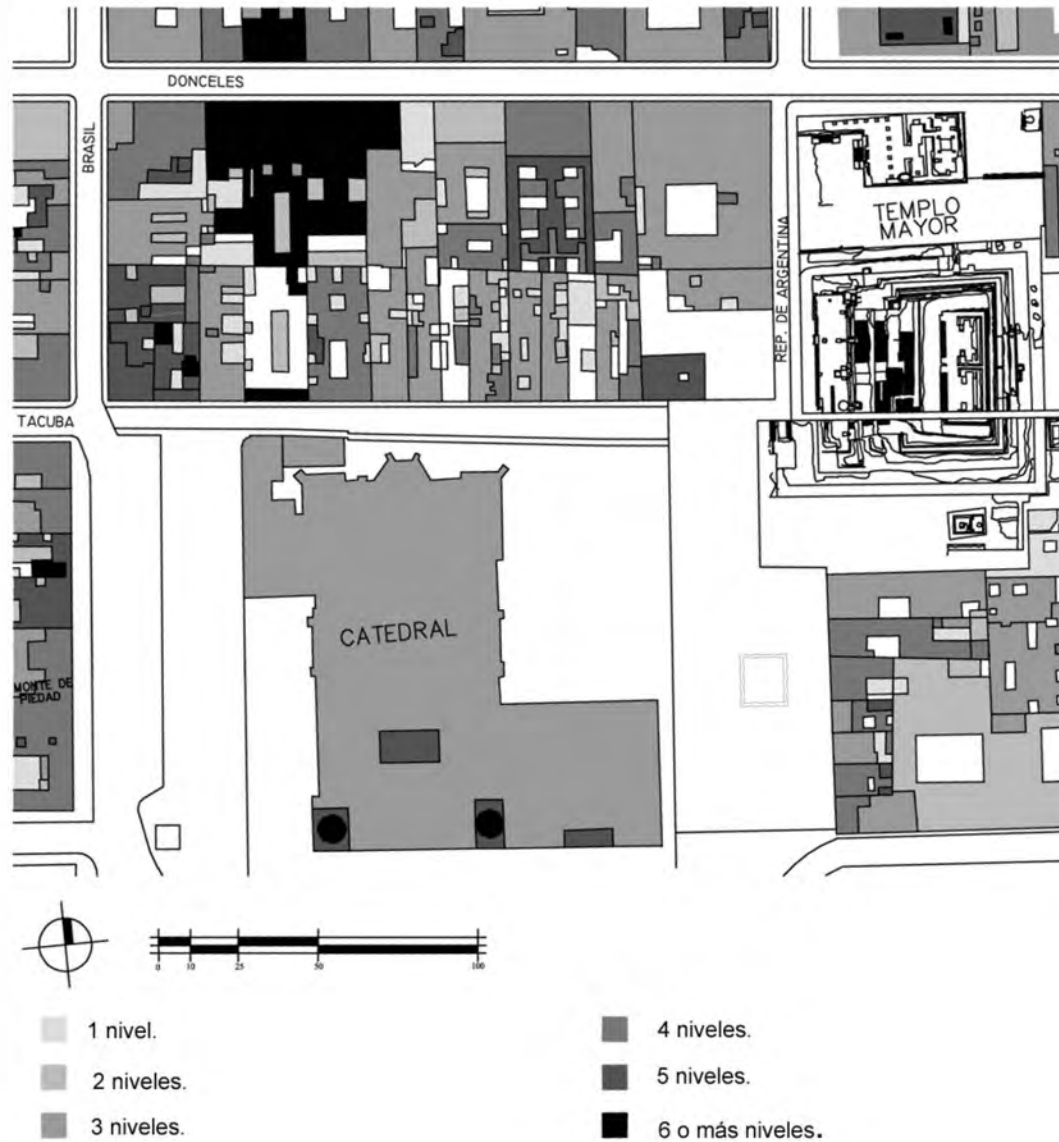 DONCELES
BRASIL
TEMPLO
MAYOR
REP. DE ARGENTINA
TACUBA
CATEDRAL
MONTE DE
PIEDAD
0 10 25 50 100
1 nivel.
2 niveles.
3 niveles.
4 niveles.
5 niveles.
6 o más niveles.